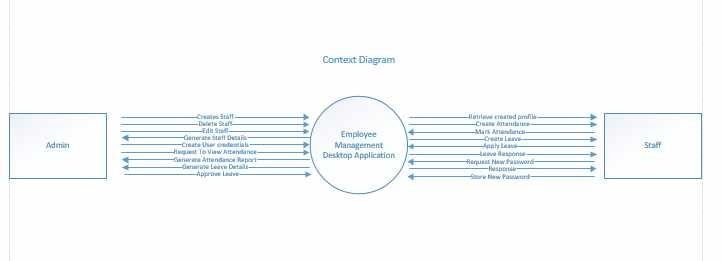 Context Diagram
Admin
Creates Staff
Delete Staff
Edit Staff
Generate Staff Details
Create User credentials
Request To View Attendance
Generate Attendance Report
Generate Leave Details
Approve Leave
Employee
Management
Desktop Application
Retrieve created profile
Create Attendance
Mark Attendance
Create Leave
Apply Leave
Leave Response
Request New Password
Response
Store New Password
Staff